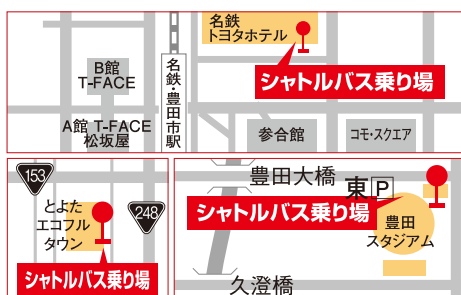 名鉄
トヨタホテル
シャトルバス乗り場
B館
T-FACE
名鉄・豊田市駅
A館 T-FACE
松坂屋
参合館
コモ・スクエア
153
とよた
エコフル
タウン
248
シャトルバス乗り場
豊田大橋
東P
シャトルバス乗り場
豊田
スタジアム
久澄橋